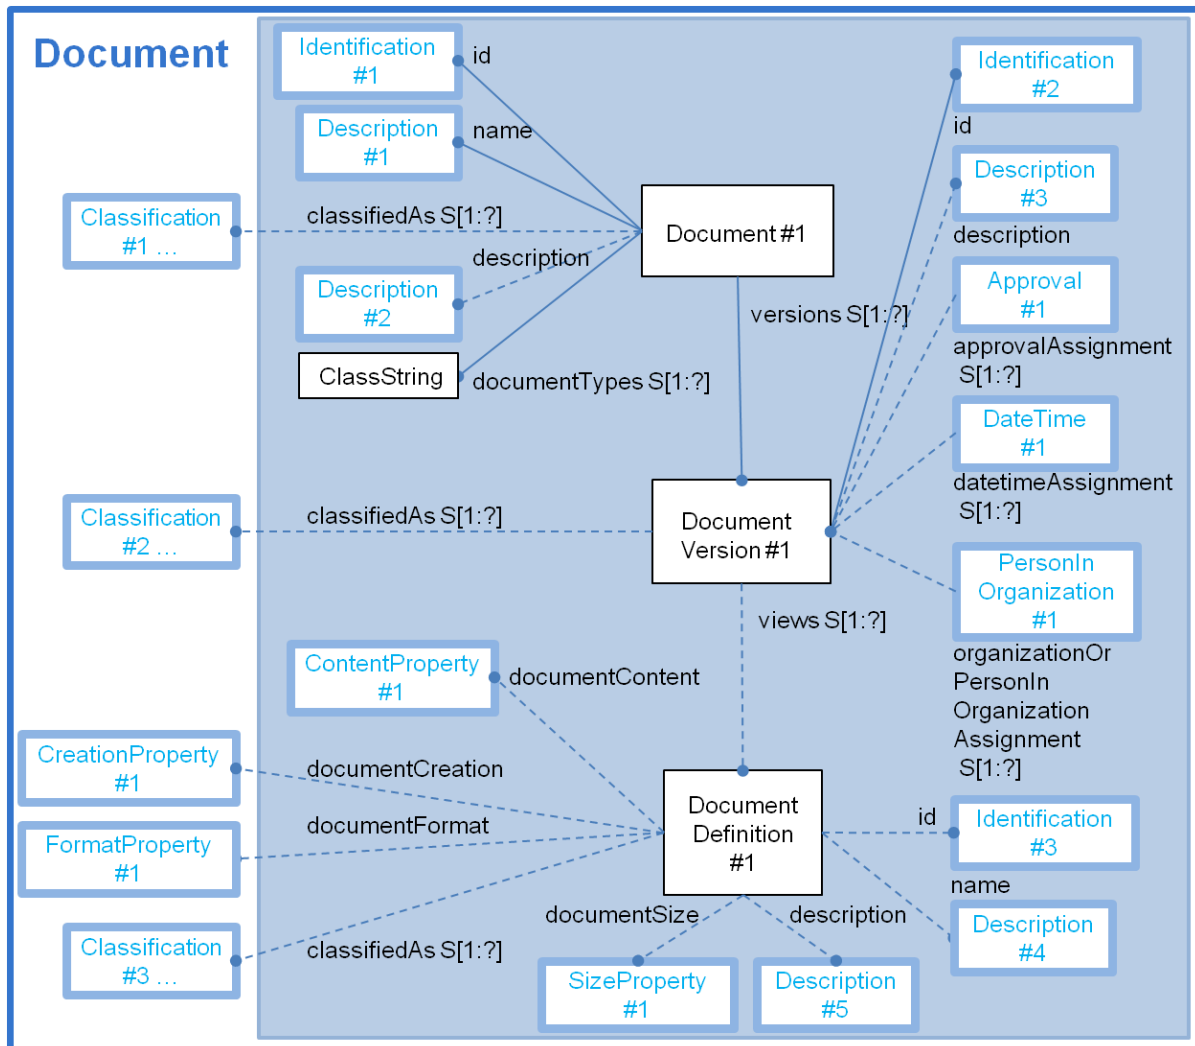 Document
Identification
#1
id
Description
#1
name
Classification
#1 ...
classifiedAs S[1:?]
description
Description
#2
ClassString
documentTypes S[1:?]
Document #1
versions S[1:?]
Identification
#2
id
Description
#3
description
Approval
#1
approvalAssignment
S[1:?]
DateTime
#1
datetimeAssignment
S[1:?]
Classification
#2 ...
classifiedAs S[1:?]
Document
Version #1
PersonIn
Organization
#1
organizationOr
PersonIn
Organization
Assignment
S[1:?]
views S[1:?]
ContentProperty
#1
documentContent
CreationProperty
#1
documentCreation
FormatProperty
#1
documentFormat
Classification
#3 ...
classifiedAs S[1:?]
Document
Definition
#1
id
Identification
#3
name
Description
#4
documentSize
SizeProperty
#1
description
Description
#5